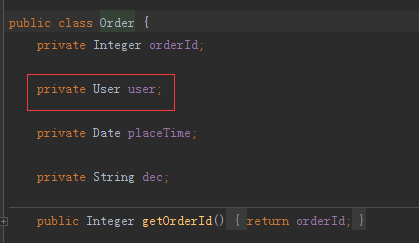 public class Order {
private Integer orderId;
private User user;
private Date placeTime;
private String dec;
public Integer getOrderId() { return orderId; }